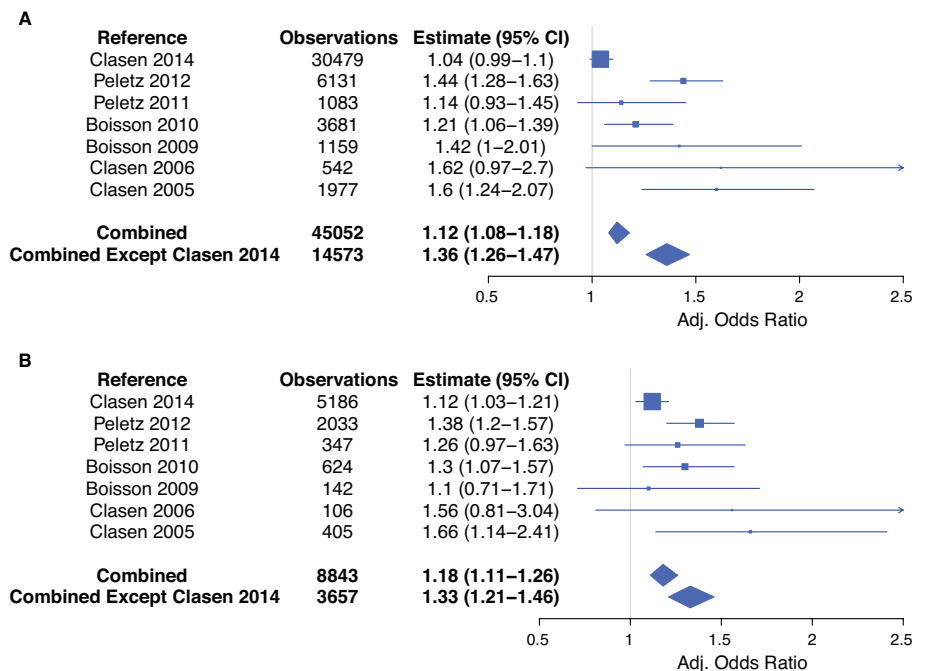 A
Reference Observations Estimate (95% CI)
Clasen 2014 30479 1.04 (0.99–1.1)
Peletz 2012 6131 1.44 (1.28–1.63)
Peletz 2011 1083 1.14 (0.93–1.45)
Boisson 2010 3681 1.21 (1.06–1.39)
Boisson 2009 1159 1.42 (1–2.01)
Clasen 2006 542 1.62 (0.97–2.7)
Clasen 2005 1977 1.6 (1.24–2.07)
Combined 45052 1.12 (1.08–1.18)
Combined Except Clasen 2014 14573 1.36 (1.26–1.47)
0.5 1 1.5 2 2.5
Adj. Odds Ratio
B
Reference Observations Estimate (95% CI)
Clasen 2014 5186 1.12 (1.03–1.21)
Peletz 2012 2033 1.38 (1.2–1.57)
Peletz 2011 347 1.26 (0.97–1.63)
Boisson 2010 624 1.3 (1.07–1.57)
Boisson 2009 142 1.1 (0.71–1.71)
Clasen 2006 106 1.56 (0.81–3.04)
Clasen 2005 405 1.66 (1.14–2.41)
Combined 8843 1.18 (1.11–1.26)
Combined Except Clasen 2014 3657 1.33 (1.21–1.46)
0.5 1 1.5 2 2.5
Adj. Odds Ratio